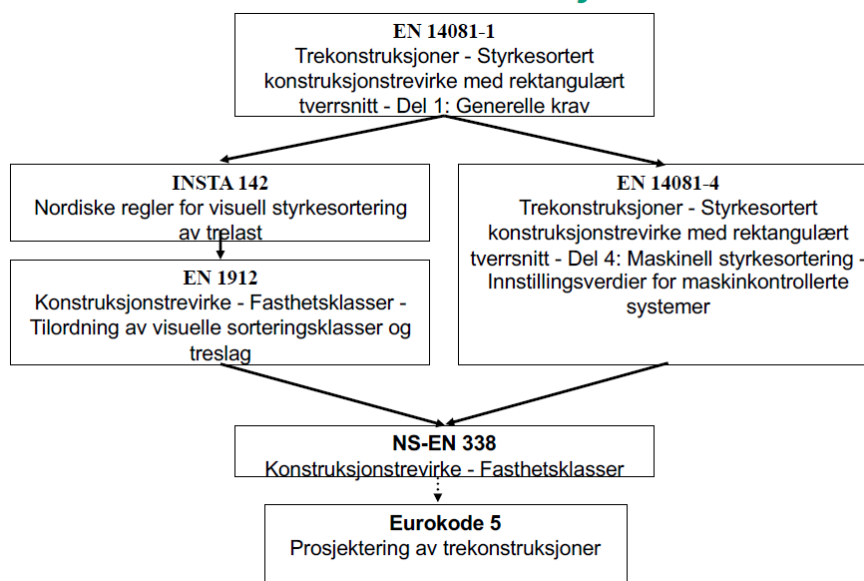 EN 14081-1
Trekonstruksjoner - Styrkesortert
konstruksjonstrevirke med rektangulært
tverrsnitt - Del 1: Generelle krav
INSTA 142
Nordiske regler for visuell styrkesortering
av trelast
EN 1912
Konstruksjonstrevirke - Fasthetsklasser -
Tilordning av visuelle sorteringsklasser og
treslag
EN 14081-4
Trekonstruksjoner - Styrkesortert
konstruksjonstrevirke med rektangulært
tverrsnitt - Del 4: Maskinell styrkesortering -
Innstillingsverdier for maskinkontrollerte
systemer
NS-EN 338
Konstruksjonstrevirke - Fasthetsklasser
Eurokode 5
Prosjektering av trekonstruksjoner